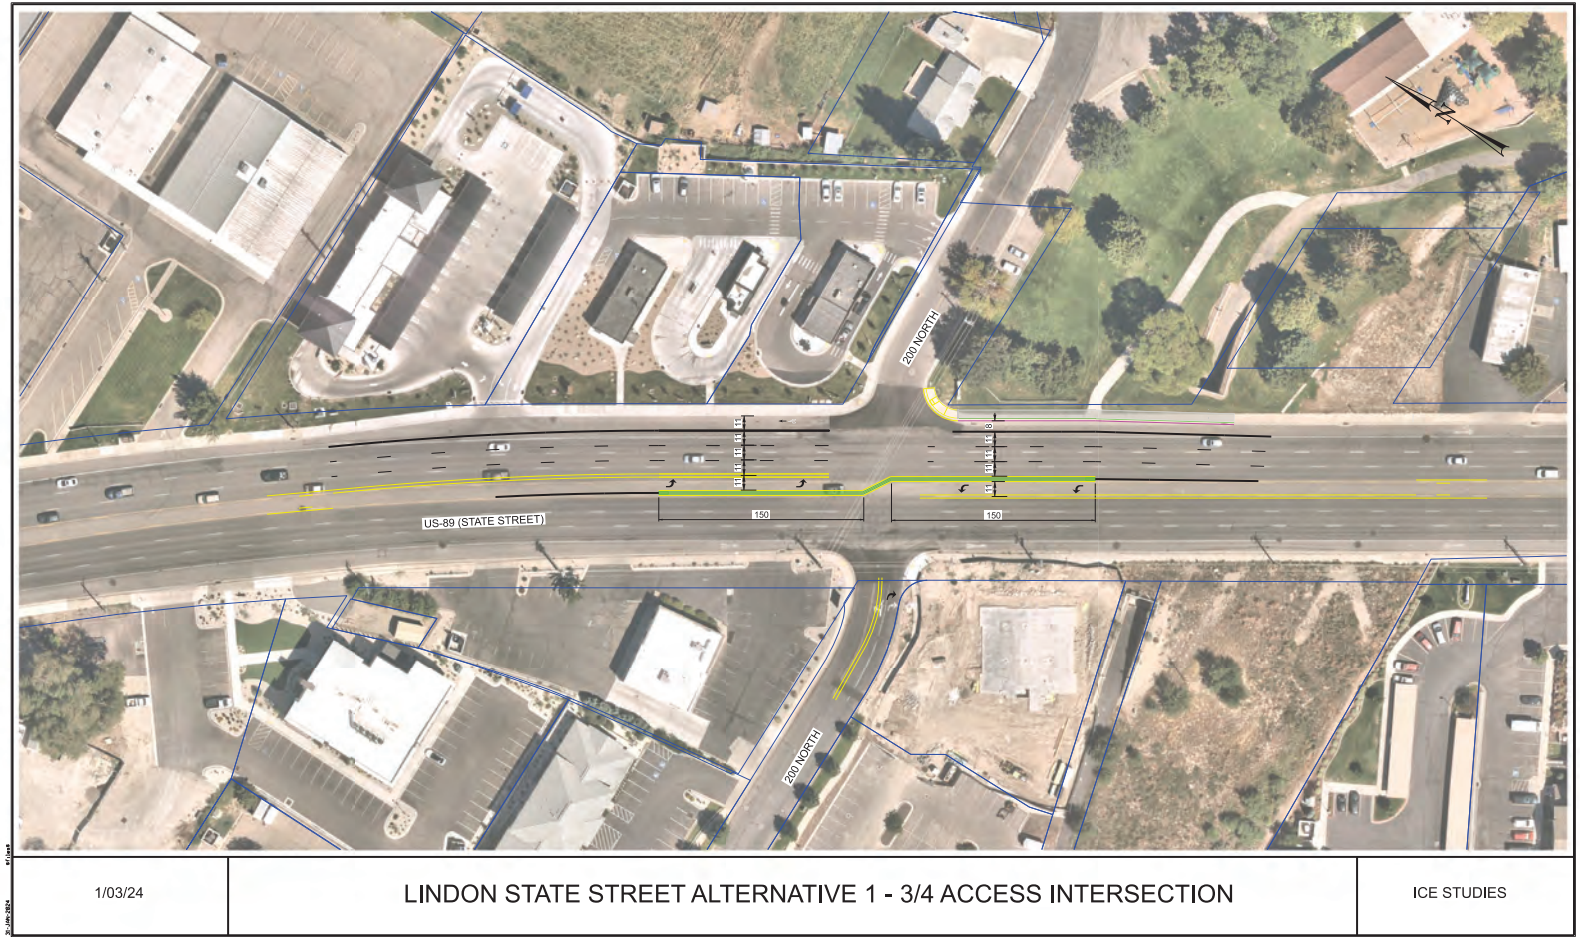 N
200 NORTH
11
11
11
11
11
8
11
11
11
11
150
150
US-89 (STATE STREET)
200 NORTH
1/03/24
LINDON STATE STREET ALTERNATIVE 1 - 3/4 ACCESS INTERSECTION
ICE STUDIES